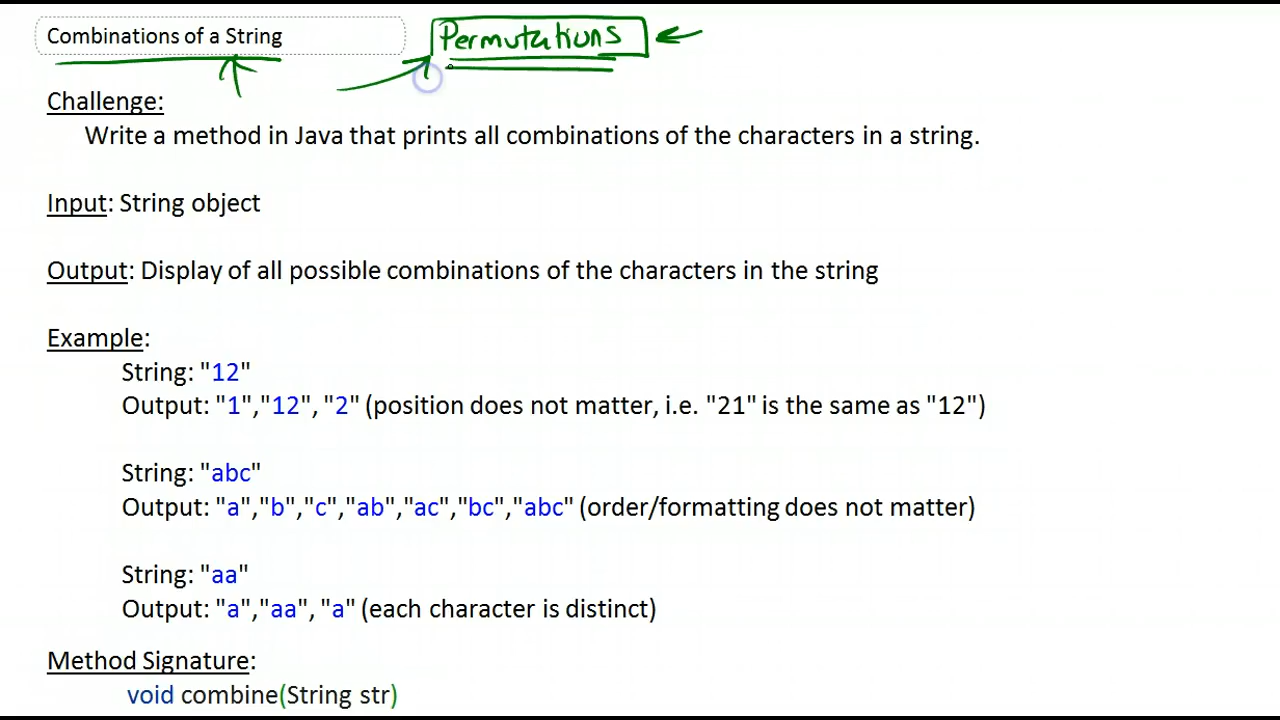 Combinations of a String Permutations
Challenge:
Write a method in Java that prints all combinations of the characters in a string.
Input: String object
Output: Display of all possible combinations of the characters in the string
Example:
String: "12"
Output: "1","12", "2" (position does not matter, i.e. "21" is the same as "12")
String: "abc"
Output: "a","b","c","ab","ac","bc","abc" (order/formatting does not matter)
String: "aa"
Output: "a","aa", "a" (each character is distinct)
Method Signature:
void combine(String str)